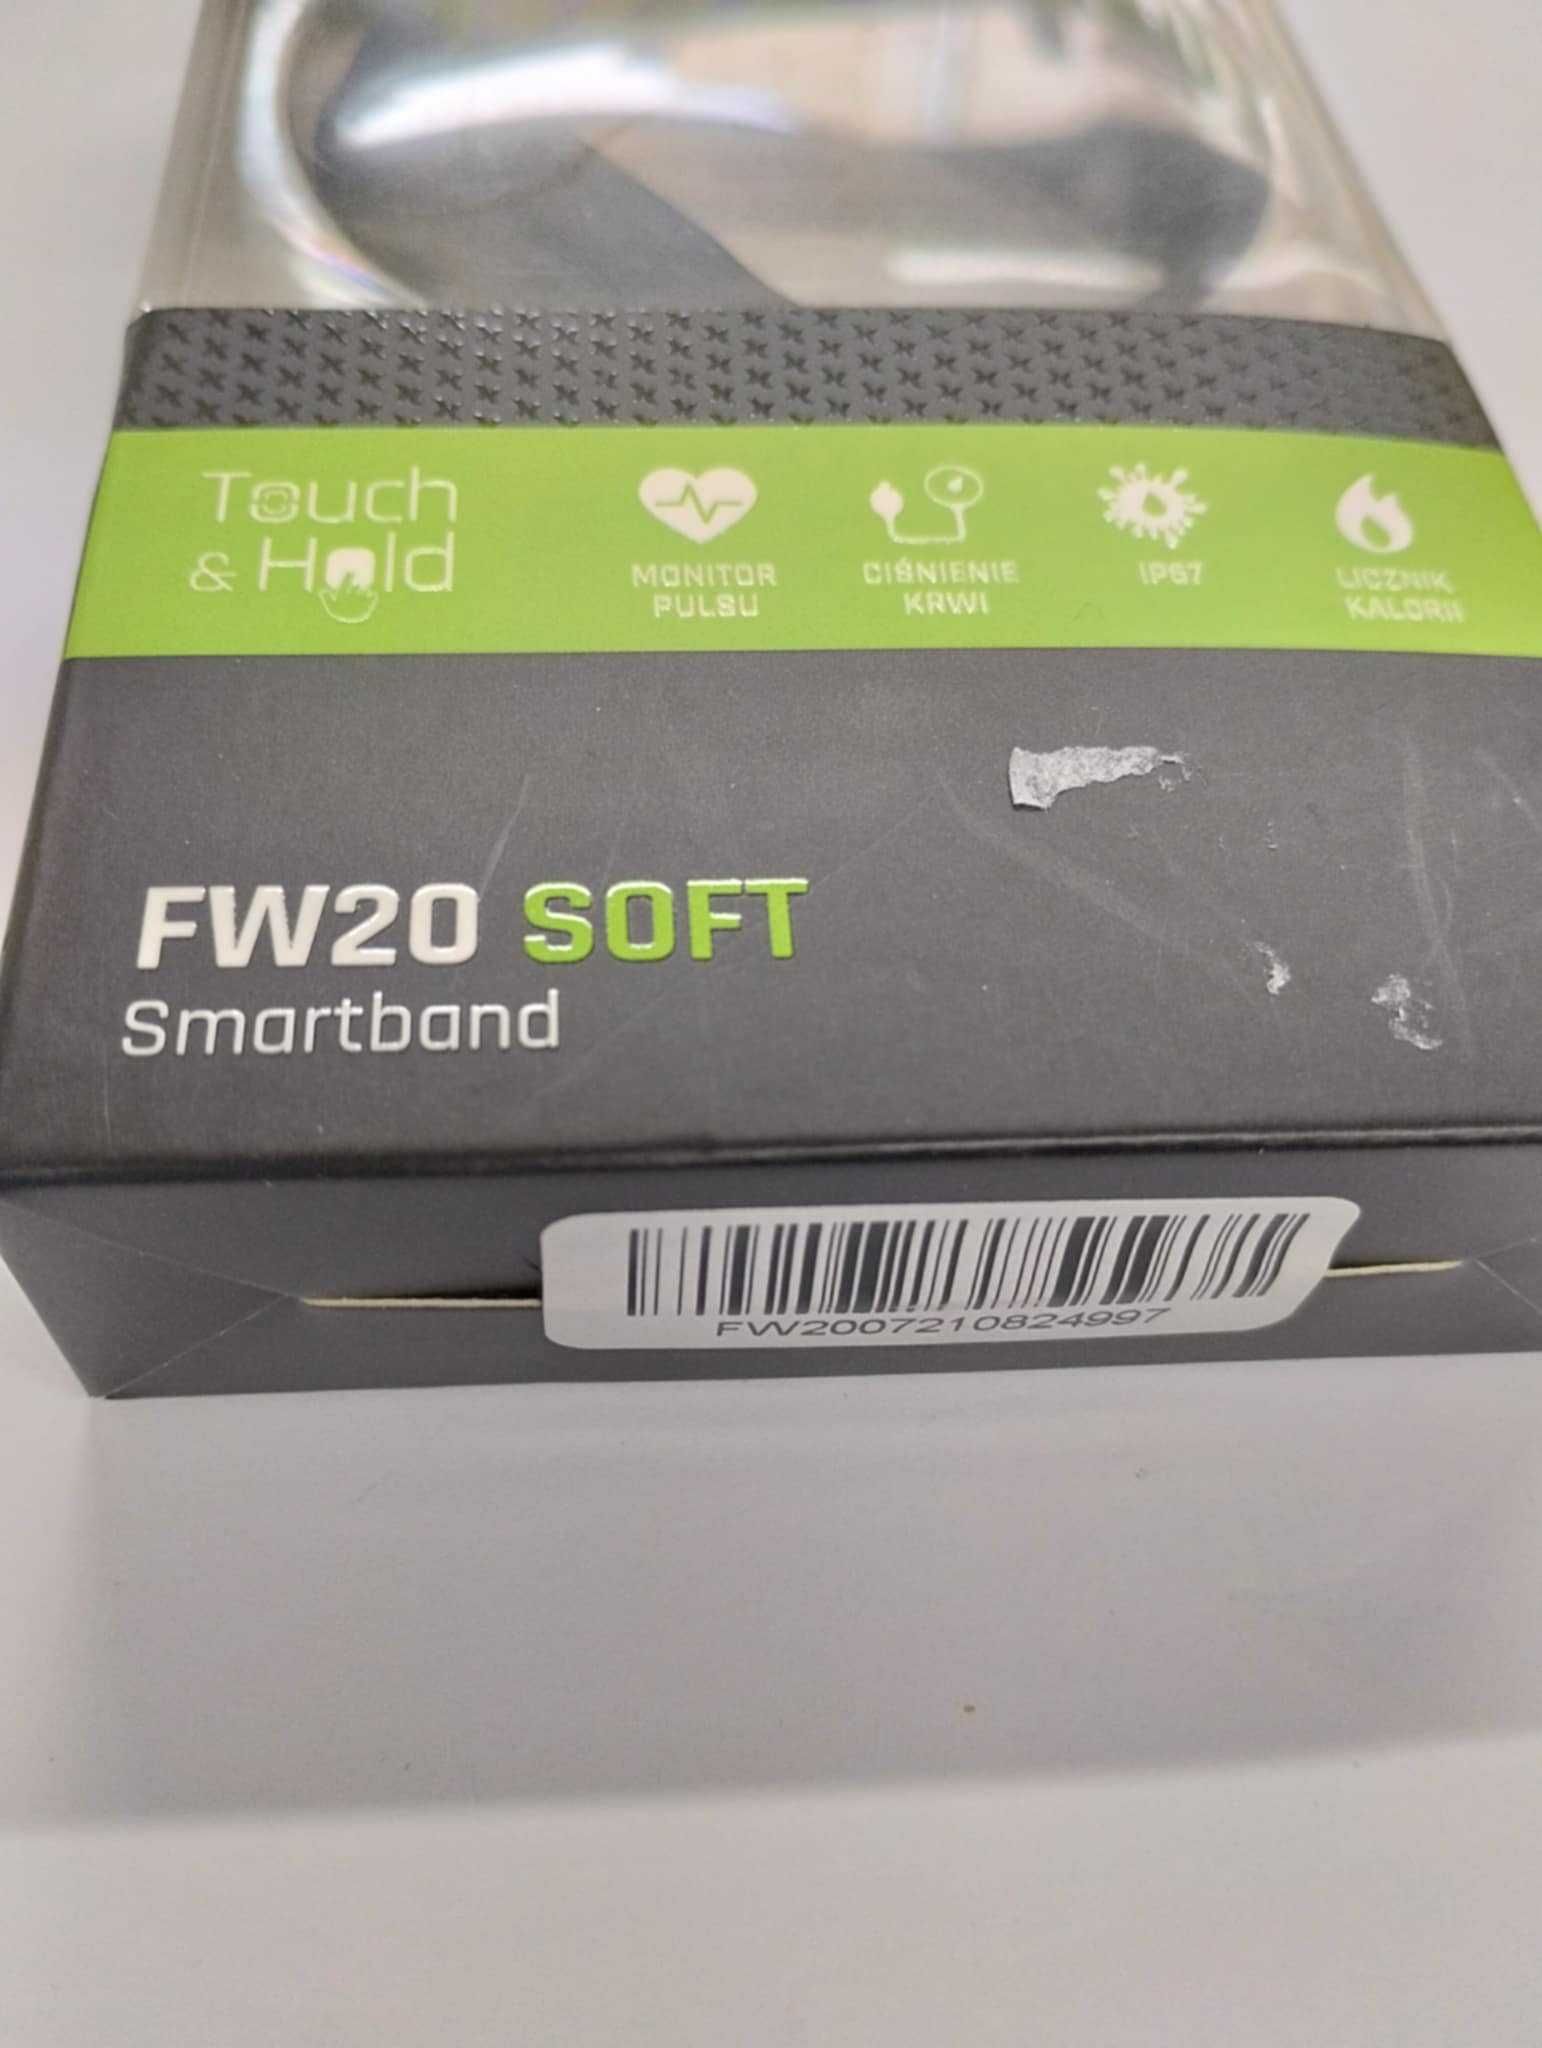 Touch
& Hold
MONITOR
PULSU
CIŚNIENIE
KRWI
IP67
LICZNIK
KALORII
FW20 SOFT
Smartband
FW2007210824997